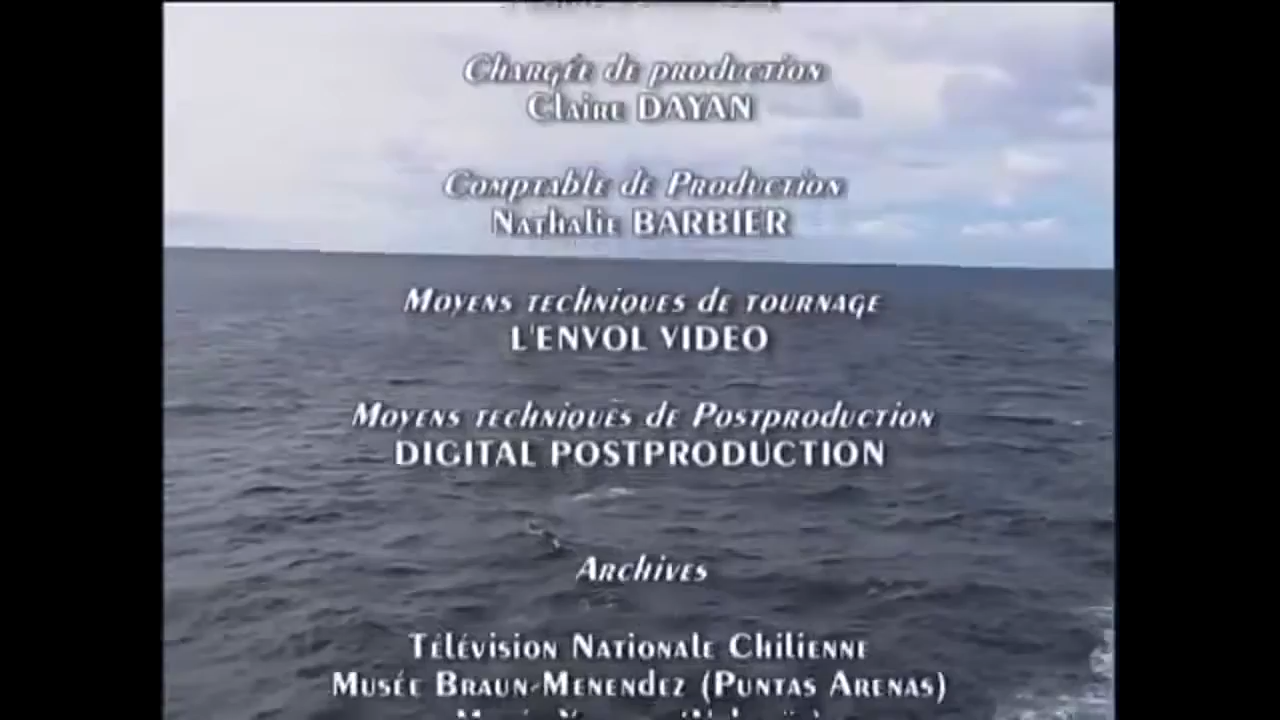 Chargée de production
Claire DAYAN
Comptable de Production
Nathalie BARBIER
Moyens techniques de tournage
L'ENVOL VIDEO
Moyens techniques de Postproduction
DIGITAL POSTPRODUCTION
Archives
Télévision Nationale Chilienne
Musée Braun-Menendez (Puntas Arenas)